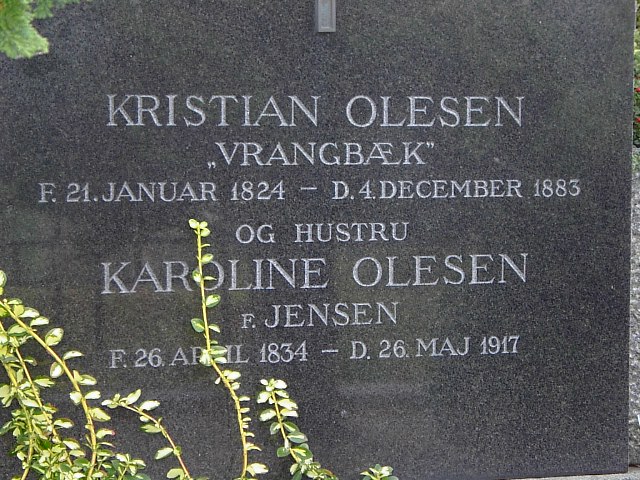 KRISTIAN OLESEN
„VRANGBÆK”
F. 21. JANUAR 1824 – D. 4. DECEMBER 1883
OG HUSTRU
KAROLINE OLESEN
F. JENSEN
F. 26. APRIL 1834 – D. 26. MAJ 1917